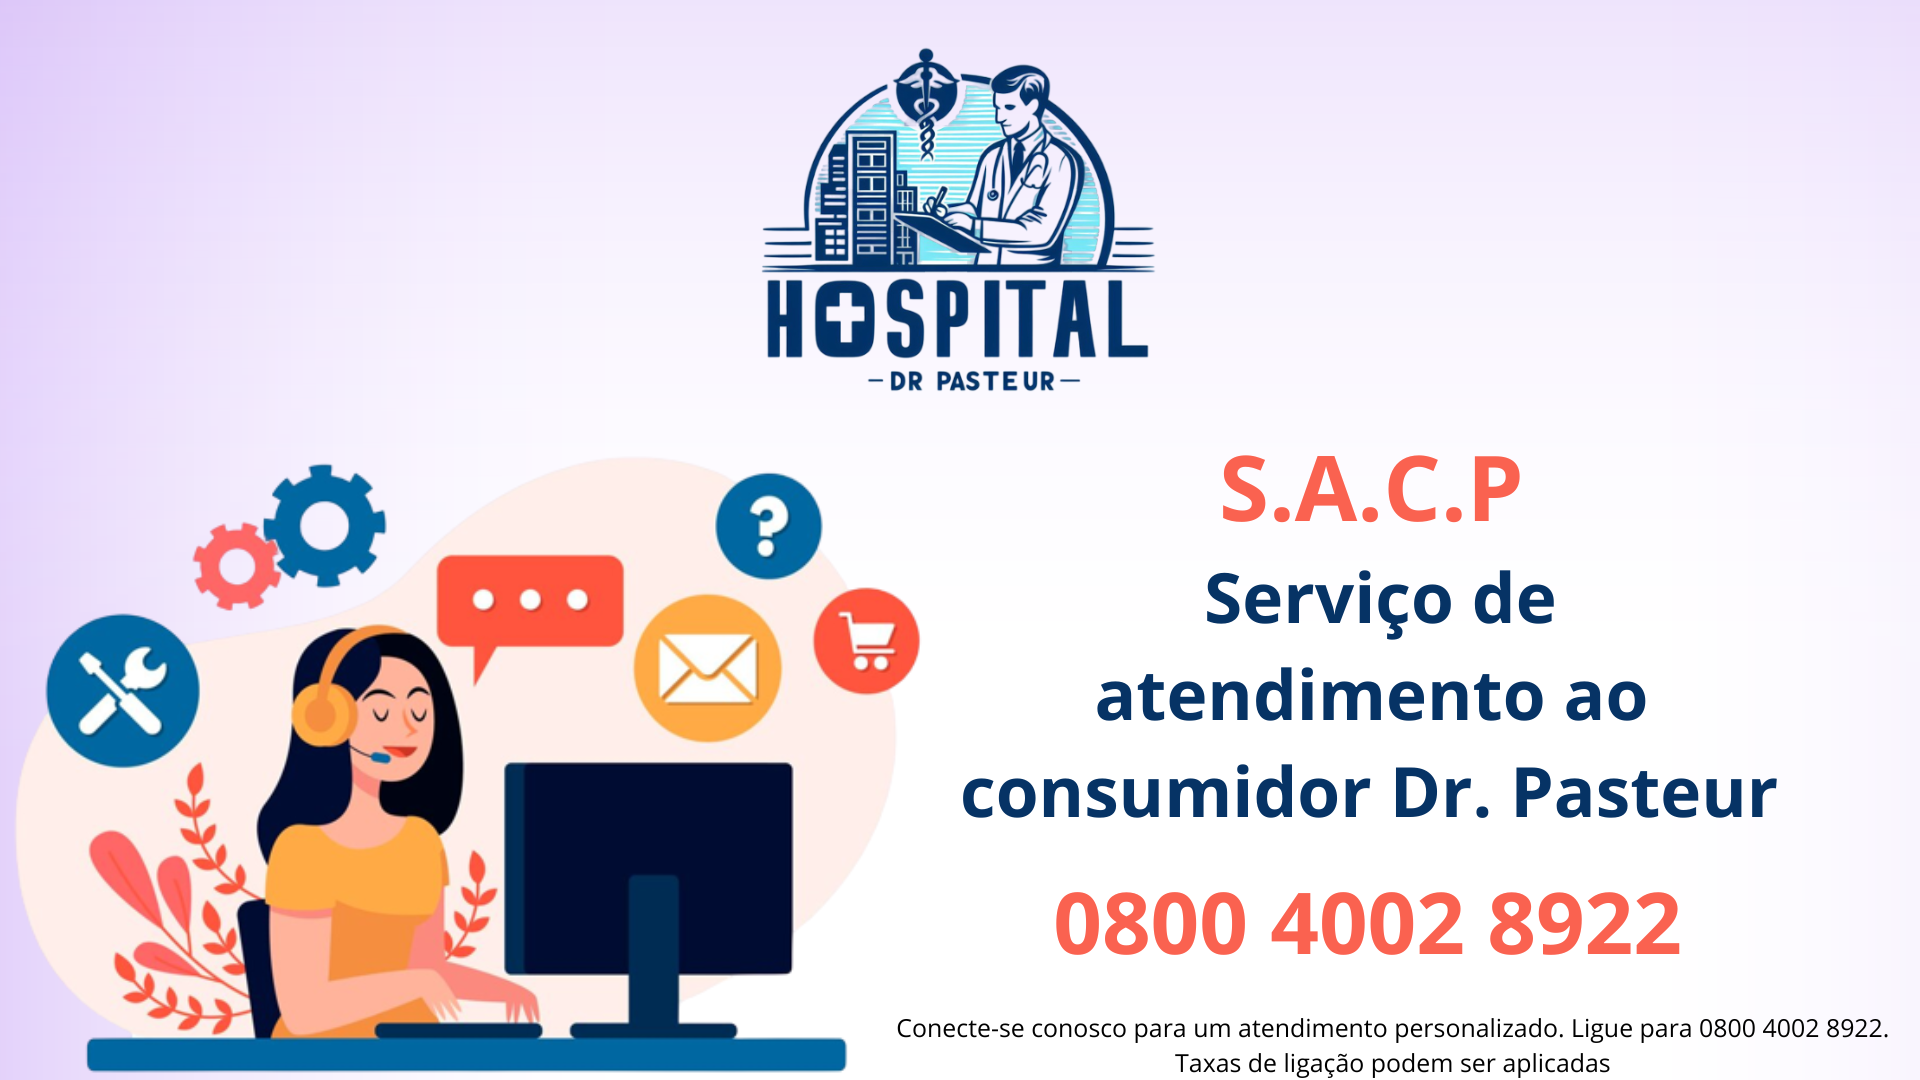 HOSPITAL
DR PASTEUR
S.A.C.P
Serviço de
atendimento ao
consumidor Dr. Pasteur
0800 4002 8922
Conecte-se conosco para um atendimento personalizado. Ligue para 0800 4002 8922.
Taxas de ligação podem ser aplicadas